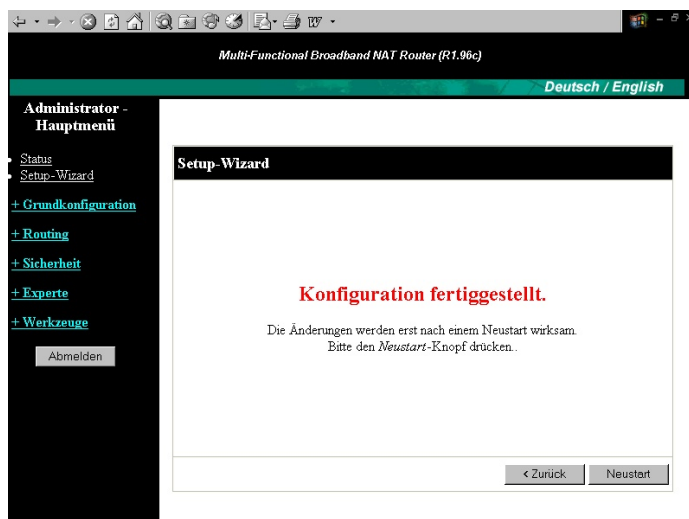 Multi-Functional Broadband NAT Router (R1.96c)
Deutsch / English
Administrator -
Hauptmenü
Status
Setup-Wizard
+ Grundkonfiguration
+ Routing
+ Sicherheit
+ Experte
+ Werkzeuge
Abmelden
Setup-Wizard
Konfiguration fertiggestellt.
Die Änderungen werden erst nach einem Neustart wirksam.
Bitte den Neustart-Knopf drücken..
< Zurück
Neustart